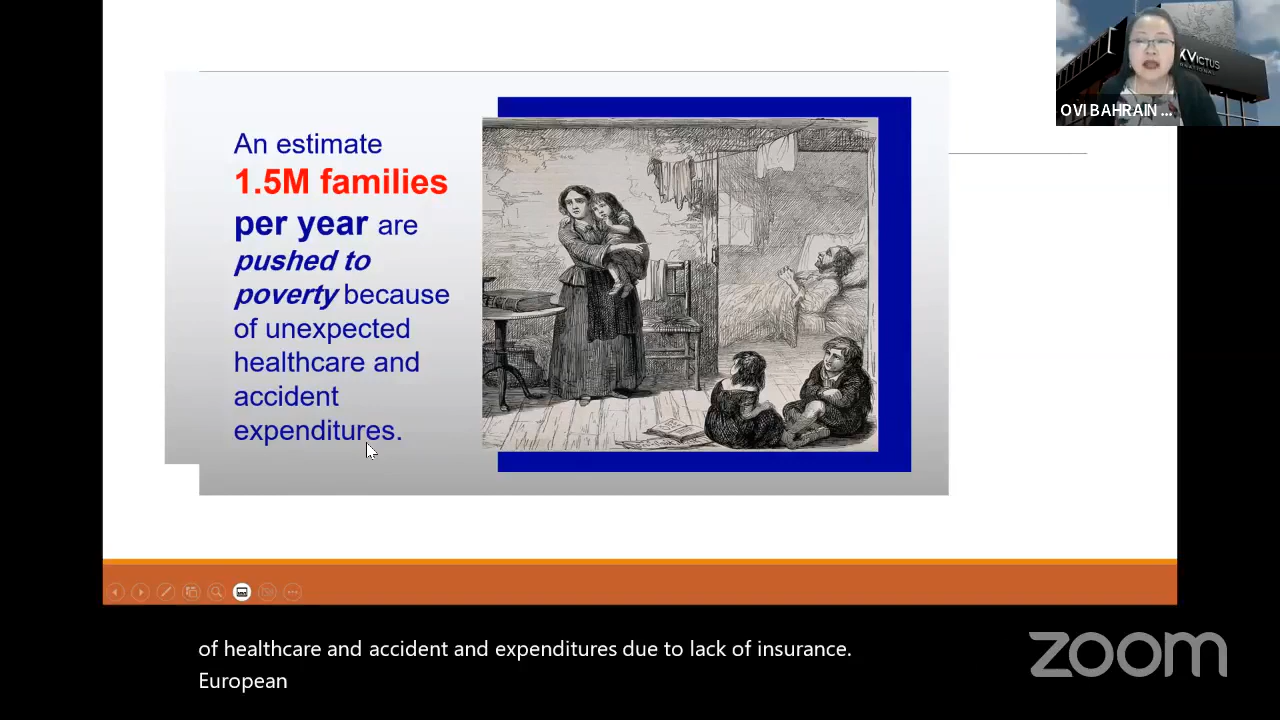 An estimate
1.5M families
per year are
pushed to
poverty because
of unexpected
healthcare and
accident
expenditures.
XVICTUS
OVI BAHRAIN ...
of healthcare and accident and expenditures due to lack of insurance.
European
zoom